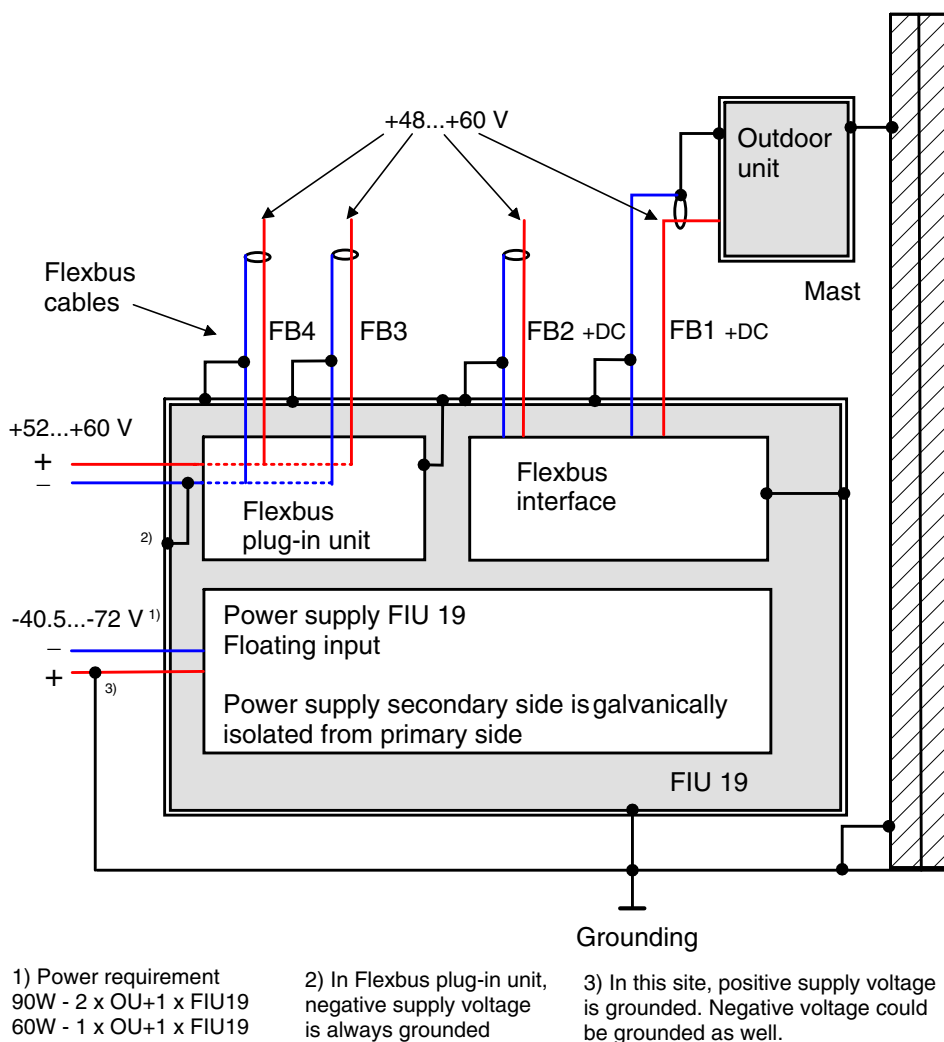 +48...+60 V
Outdoor
unit
Mast
Flexbus
cables
FB4
FB3
FB2 +DC
FB1 +DC
+52...+60 V
+
−
2)
Flexbus
plug-in unit
Flexbus
interface
-40.5...-72 V 1)
−
+
3)
Power supply FIU 19
Floating input
Power supply secondary side is galvanically
isolated from primary side
FIU 19
Grounding
1) Power requirement
90W - 2 x OU+1 x FIU19
60W - 1 x OU+1 x FIU19
2) In Flexbus plug-in unit,
negative supply voltage
is always grounded
3) In this site, positive supply voltage
is grounded. Negative voltage could
be grounded as well.